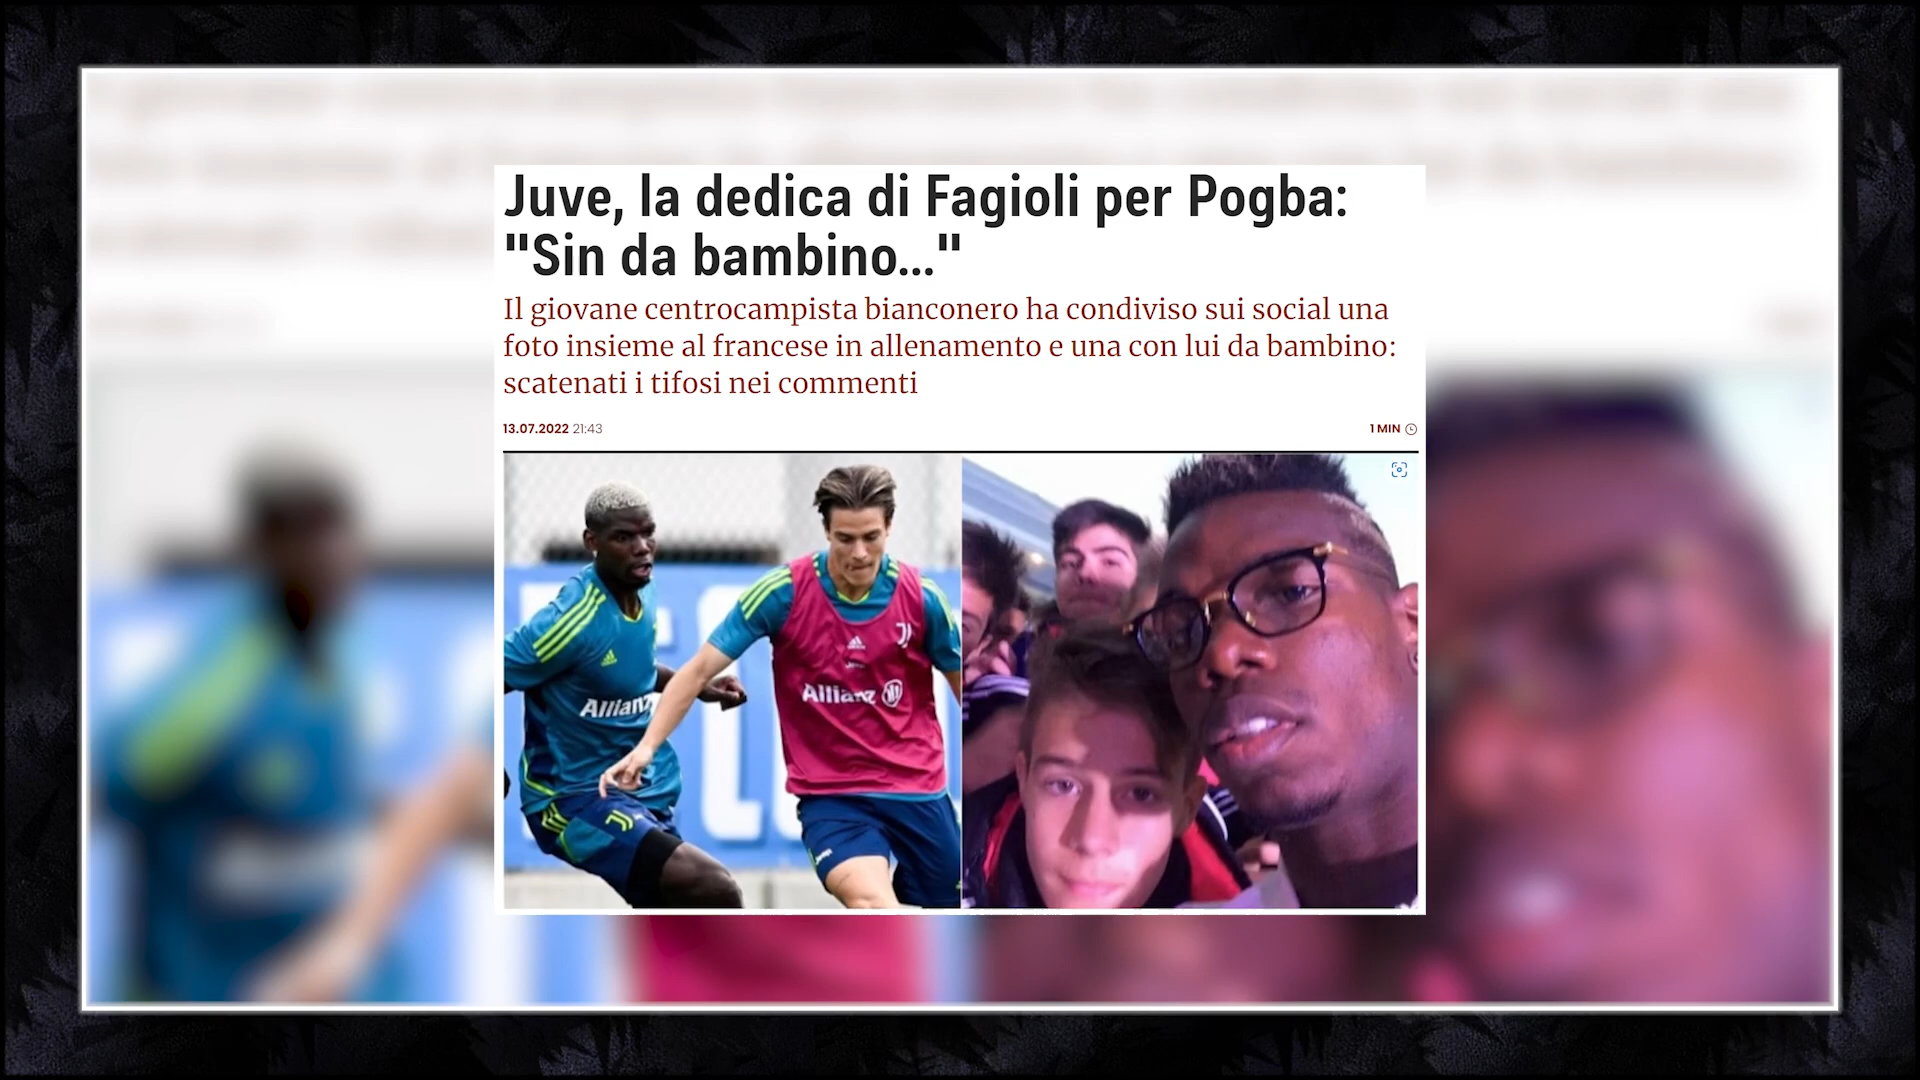 Juve, la dedica di Fagioli per Pogba:
"Sin da bambino..."
Il giovane centrocampista bianconero ha condiviso sui social una
foto insieme al francese in allenamento e una con lui da bambino:
scatenati i tifosi nei commenti
13.07.2022 21:43
1 MIN
Allianz
Allianz